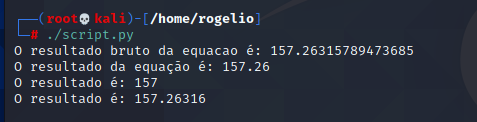 ┌──(root💀kali)-[/home/rogelio]
└─# ./script.py
O resultado bruto da equacao é: 157.26315789473685
O resultado da equação é: 157.26
O resultado é: 157
O resultado é: 157.26316